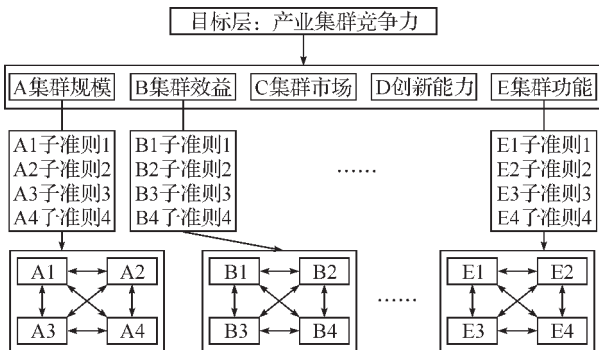 目标层：产业集群竞争力
A集群规模 B集群效益 C集群市场 D创新能力 E集群功能
A1子准则1
A2子准则2
A3子准则3
A4子准则4
B1子准则1
B2子准则2
B3子准则3
B4子准则4
……
E1子准则1
E2子准则2
E3子准则3
E4子准则4
A1 A2
A3 A4
B1 B2
B3 B4
……
E1 E2
E3 E4